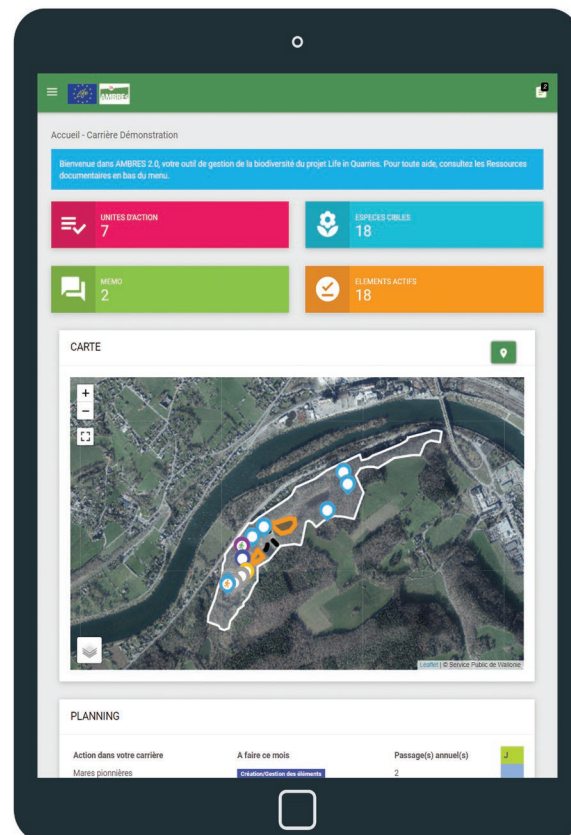 life AMBRES 2
Accueil - Carrière Démonstration
Bienvenue dans AMBRES 2.0, votre outil de gestion de la biodiversité du projet Life in Quarries. Pour toute aide, consultez les Ressources
documentaires en bas du menu.
UNITES D'ACTION
7
ESPECES CIBLES
18
MEMO
2
ELEMENTS ACTIFS
18
CARTE
+
−
Leaflet | © Service Public de Wallonie
PLANNING
Action dans votre carrière A faire ce mois Passage(s) annuel(s) J
Mares pionnières Création/Gestion des éléments 2